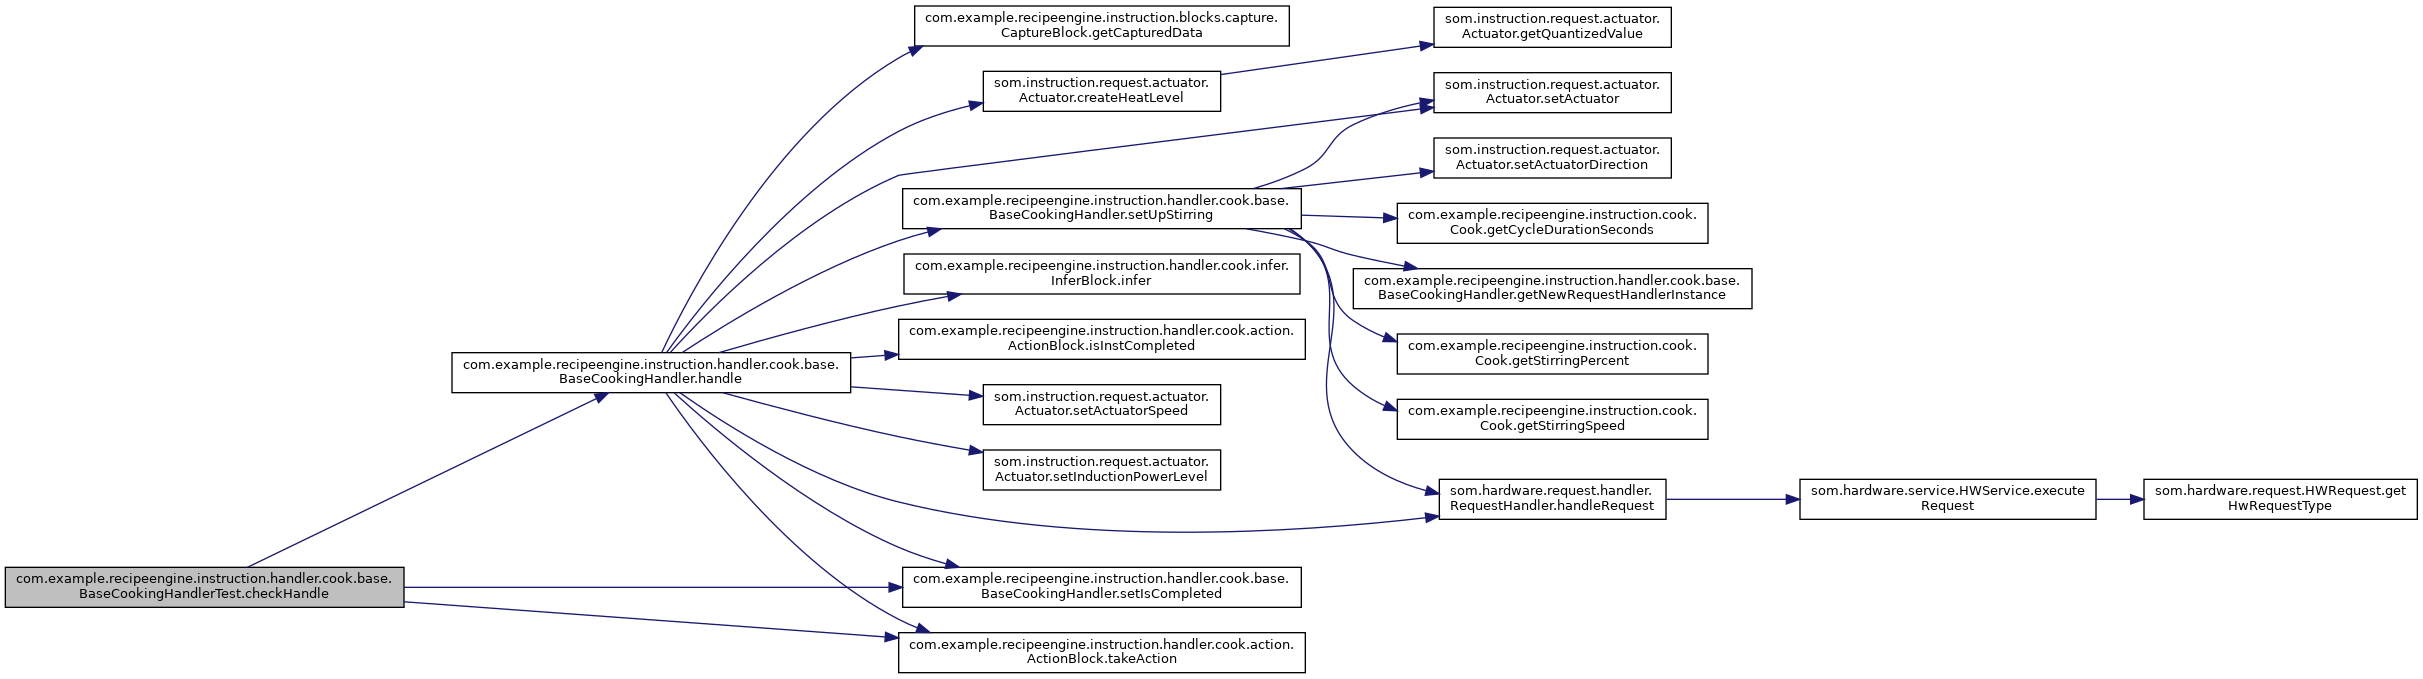 com.example.recipeengine.instruction.blocks.capture.
CaptureBlock.getCapturedData
som.instruction.request.actuator.
Actuator.getQuantizedValue
som.instruction.request.actuator.
Actuator.createHeatLevel
som.instruction.request.actuator.
Actuator.setActuator
som.instruction.request.actuator.
Actuator.setActuatorDirection
com.example.recipeengine.instruction.handler.cook.base.
BaseCookingHandler.setUpStirring
com.example.recipeengine.instruction.cook.
Cook.getCycleDurationSeconds
com.example.recipeengine.instruction.handler.cook.infer.
InferBlock.infer
com.example.recipeengine.instruction.handler.cook.base.
BaseCookingHandler.getNewRequestHandlerInstance
com.example.recipeengine.instruction.handler.cook.action.
ActionBlock.isInstCompleted
com.example.recipeengine.instruction.cook.
Cook.getStirringPercent
com.example.recipeengine.instruction.handler.cook.base.
BaseCookingHandler.handle
som.instruction.request.actuator.
Actuator.setActuatorSpeed
com.example.recipeengine.instruction.cook.
Cook.getStirringSpeed
som.instruction.request.actuator.
Actuator.setInductionPowerLevel
som.hardware.request.handler.
RequestHandler.handleRequest
som.hardware.service.HWService.execute
Request
som.hardware.request.HWRequest.get
HwRequestType
com.example.recipeengine.instruction.handler.cook.base.
BaseCookingHandlerTest.checkHandle
com.example.recipeengine.instruction.handler.cook.base.
BaseCookingHandler.setIsCompleted
com.example.recipeengine.instruction.handler.cook.action.
ActionBlock.takeAction